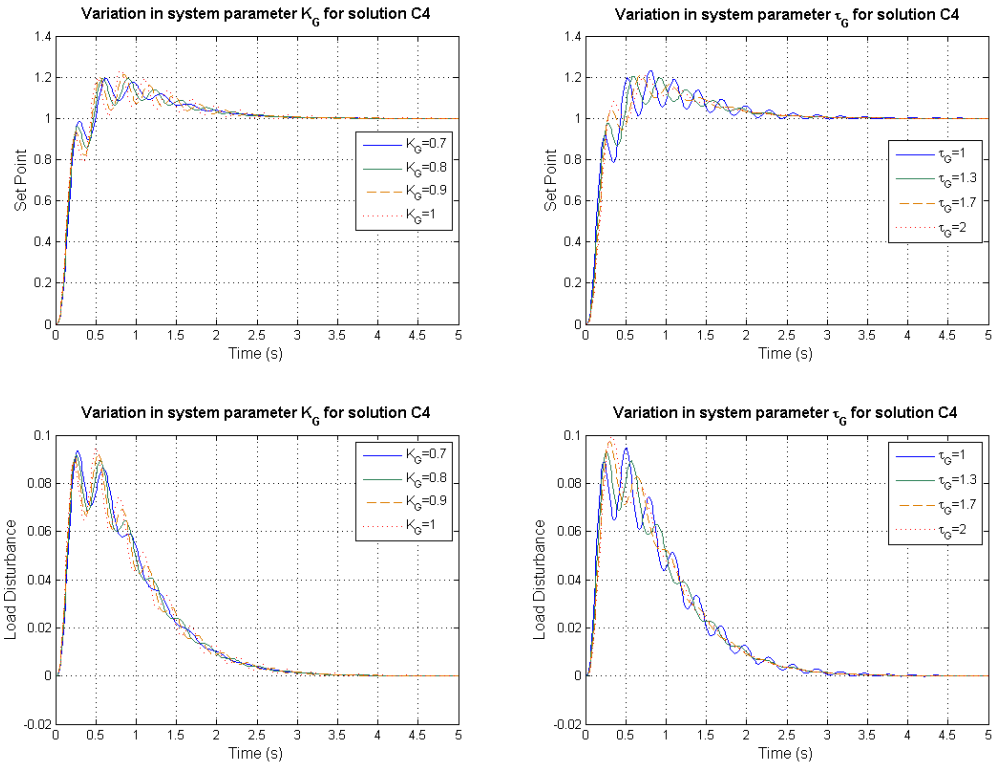 Variation in system parameter K_G for solution C4
1.4
1.2
1
0.8
0.6
0.4
0.2
0
Set Point
K_G=0.7
K_G=0.8
K_G=0.9
K_G=1
0 0.5 1 1.5 2 2.5 3 3.5 4 4.5 5
Time (s)
Variation in system parameter τ_G for solution C4
1.4
1.2
1
0.8
0.6
0.4
0.2
0
Set Point
τ_G=1
τ_G=1.3
τ_G=1.7
τ_G=2
0 0.5 1 1.5 2 2.5 3 3.5 4 4.5 5
Time (s)
Variation in system parameter K_G for solution C4
0.1
0.08
0.06
0.04
0.02
0
-0.02
Load Disturbance
K_G=0.7
K_G=0.8
K_G=0.9
K_G=1
0 0.5 1 1.5 2 2.5 3 3.5 4 4.5 5
Time (s)
Variation in system parameter τ_G for solution C4
0.1
0.08
0.06
0.04
0.02
0
-0.02
Load Disturbance
τ_G=1
τ_G=1.3
τ_G=1.7
τ_G=2
0 0.5 1 1.5 2 2.5 3 3.5 4 4.5 5
Time (s)